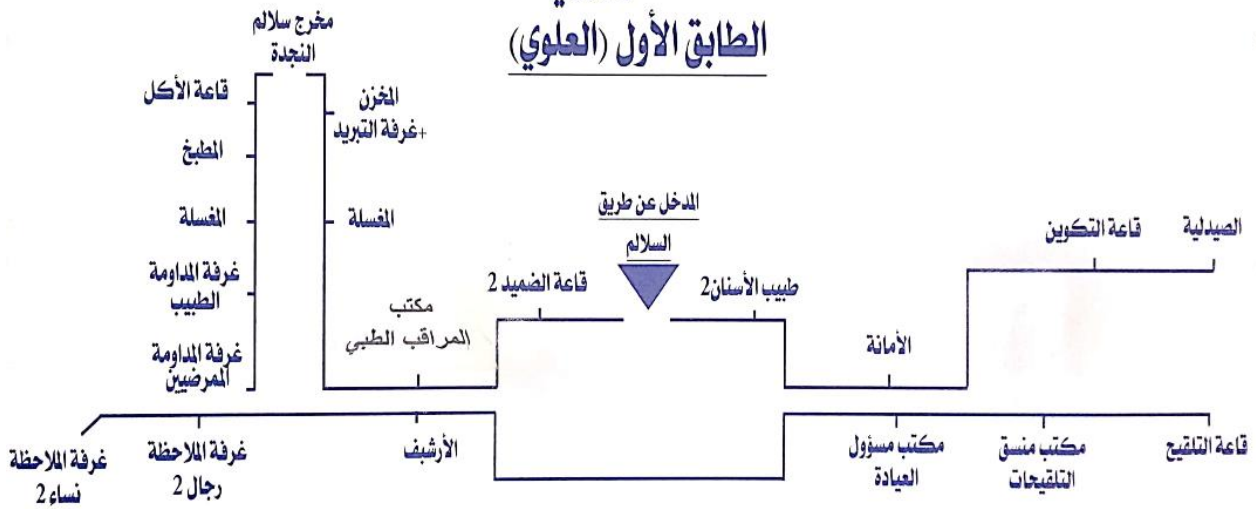 الطابق الأول (العلوي)
مخرج سلالم
النجدة
قاعة الأكل
المخزن
+غرفة التبريد
المطبخ
المغسلة
المغسلة
غرفة المداومة
الطبيب
غرفة المداومة
الممرضيين
مكتب
المراقب الطبي
قاعة الضميد 2
المدخل عن طريق
السلالم
طبيب الأسنان2
الأمانة
قاعة التكوين
الصيدلية
غرفة الملاحظة
نساء 2
غرفة الملاحظة
رجال 2
الأرشيف
مكتب مسؤول
العيادة
مكتب منسق
التلقيحات
قاعة التلقيح